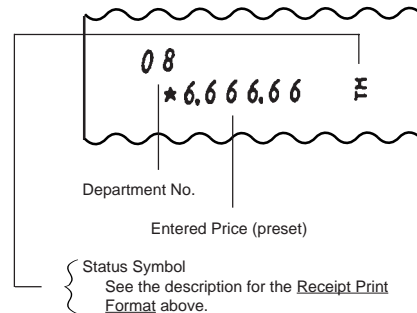 08
*6,666.66 TM
Department No.
Entered Price (preset)
Status Symbol
See the description for the Receipt Print
Format above.